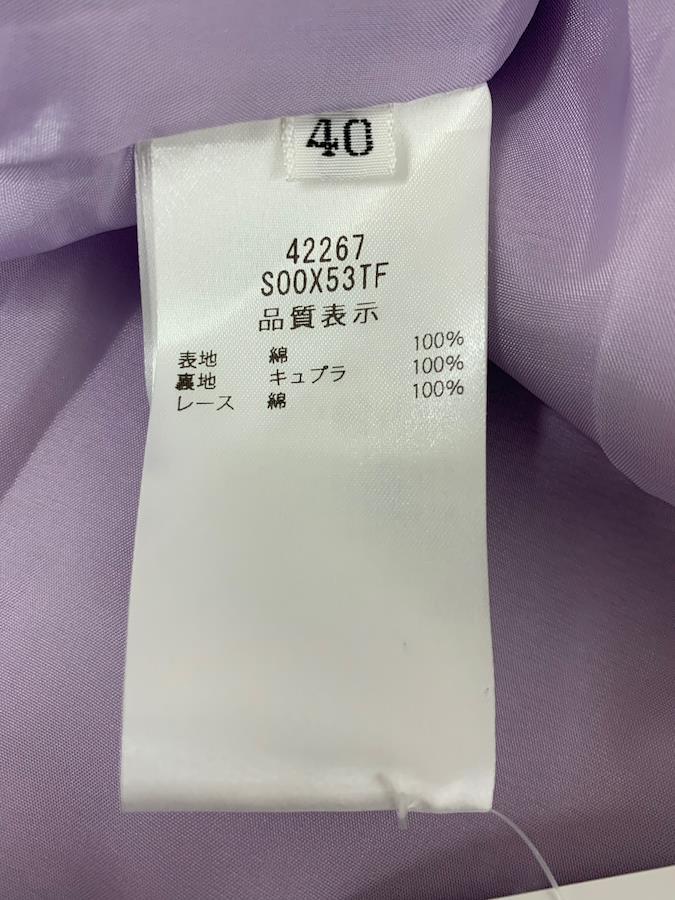 40
42267
S00X53TF
品質表示
表地 綿 100%
裏地 キュプラ 100%
レース 綿 100%